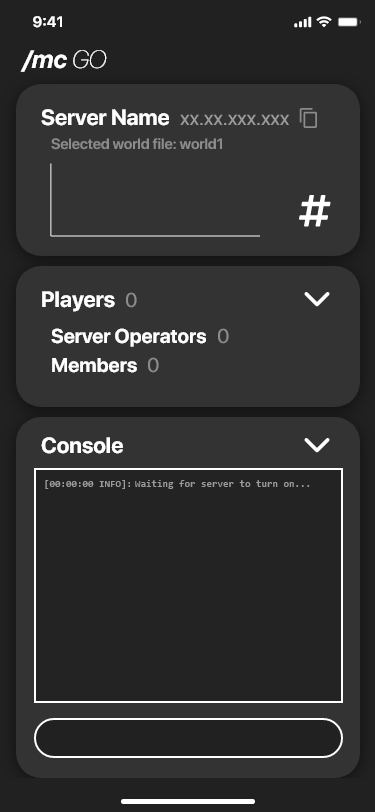 9:41
/mc GO
Server Name xx.xx.xxx.xxx
Selected world file: world1
#
Players 0
Server Operators 0
Members 0
Console
[00:00:00 INFO]: Waiting for server to turn on...